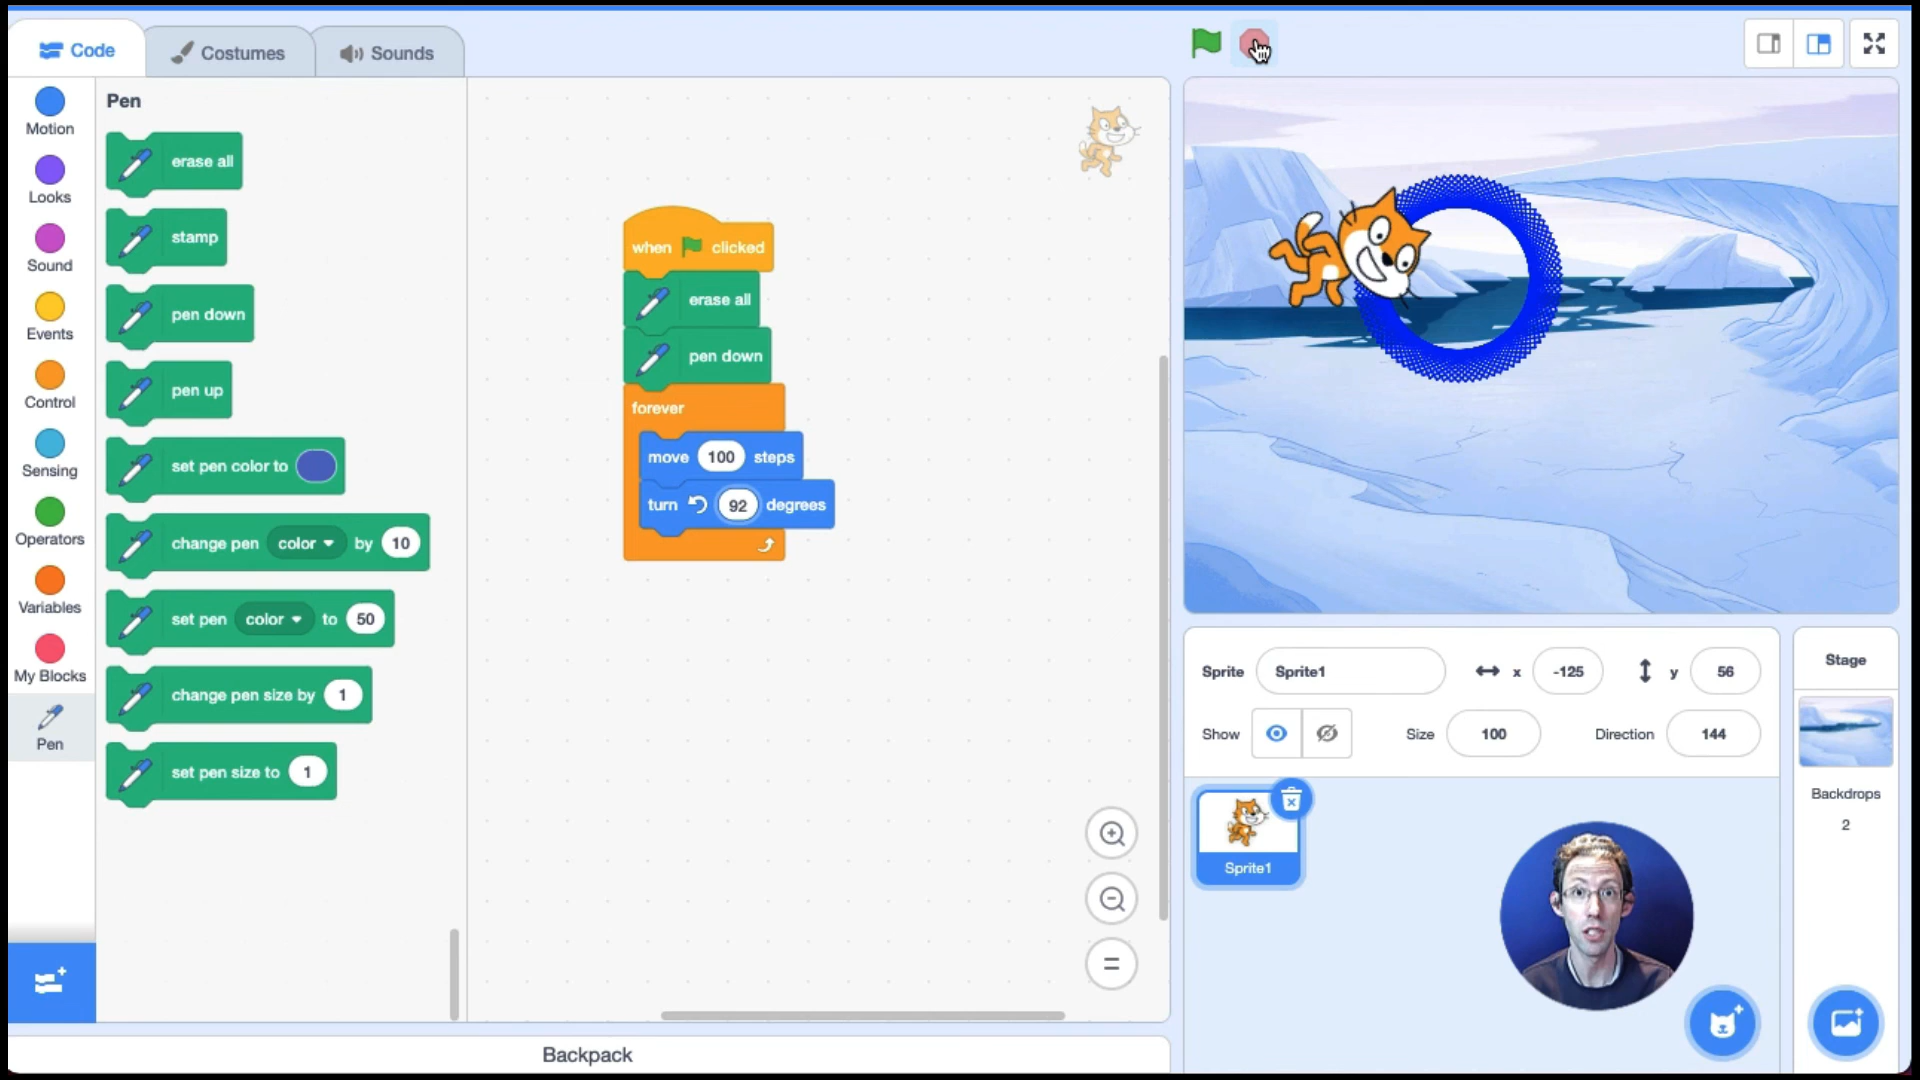 Code
Costumes
Sounds
Motion
Looks
Sound
Events
Control
Sensing
Operators
Variables
My Blocks
Pen
Pen
erase all
stamp
pen down
pen up
set pen color to
change pen color by 10
set pen color to 50
change pen size by 1
set pen size to 1
when clicked
erase all
pen down
forever
move 100 steps
turn 92 degrees
Backpack
Sprite Sprite1 x -125 y 56
Show Size 100 Direction 144
Sprite1
Stage
Backdrops
2